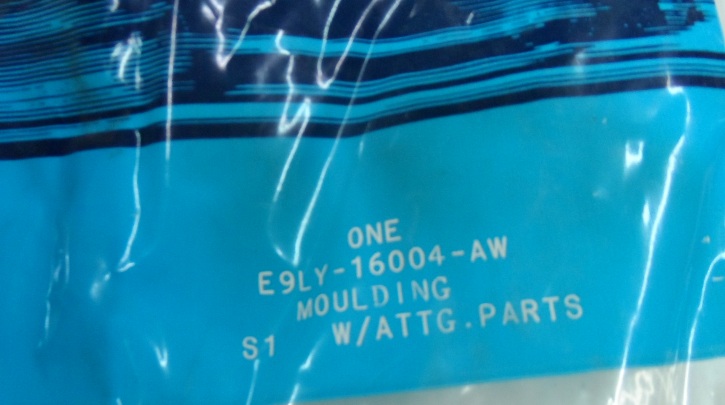 ONE
E9LY-16004-AW
MOULDING
S1 W/ATTG.PARTS